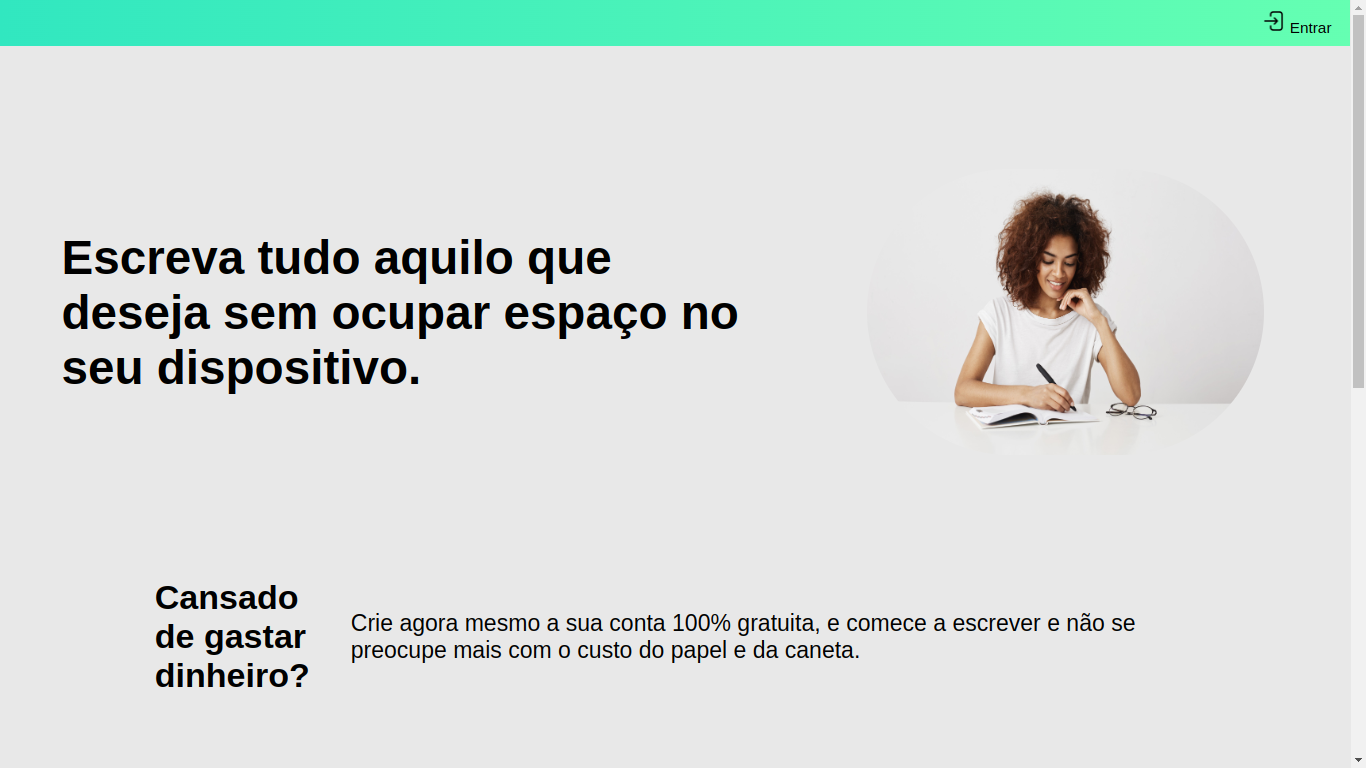 Entrar
Escreva tudo aquilo que
deseja sem ocupar espaço no
seu dispositivo.
Cansado
de gastar
dinheiro?
Crie agora mesmo a sua conta 100% gratuita, e comece a escrever e não se
preocupe mais com o custo do papel e da caneta.